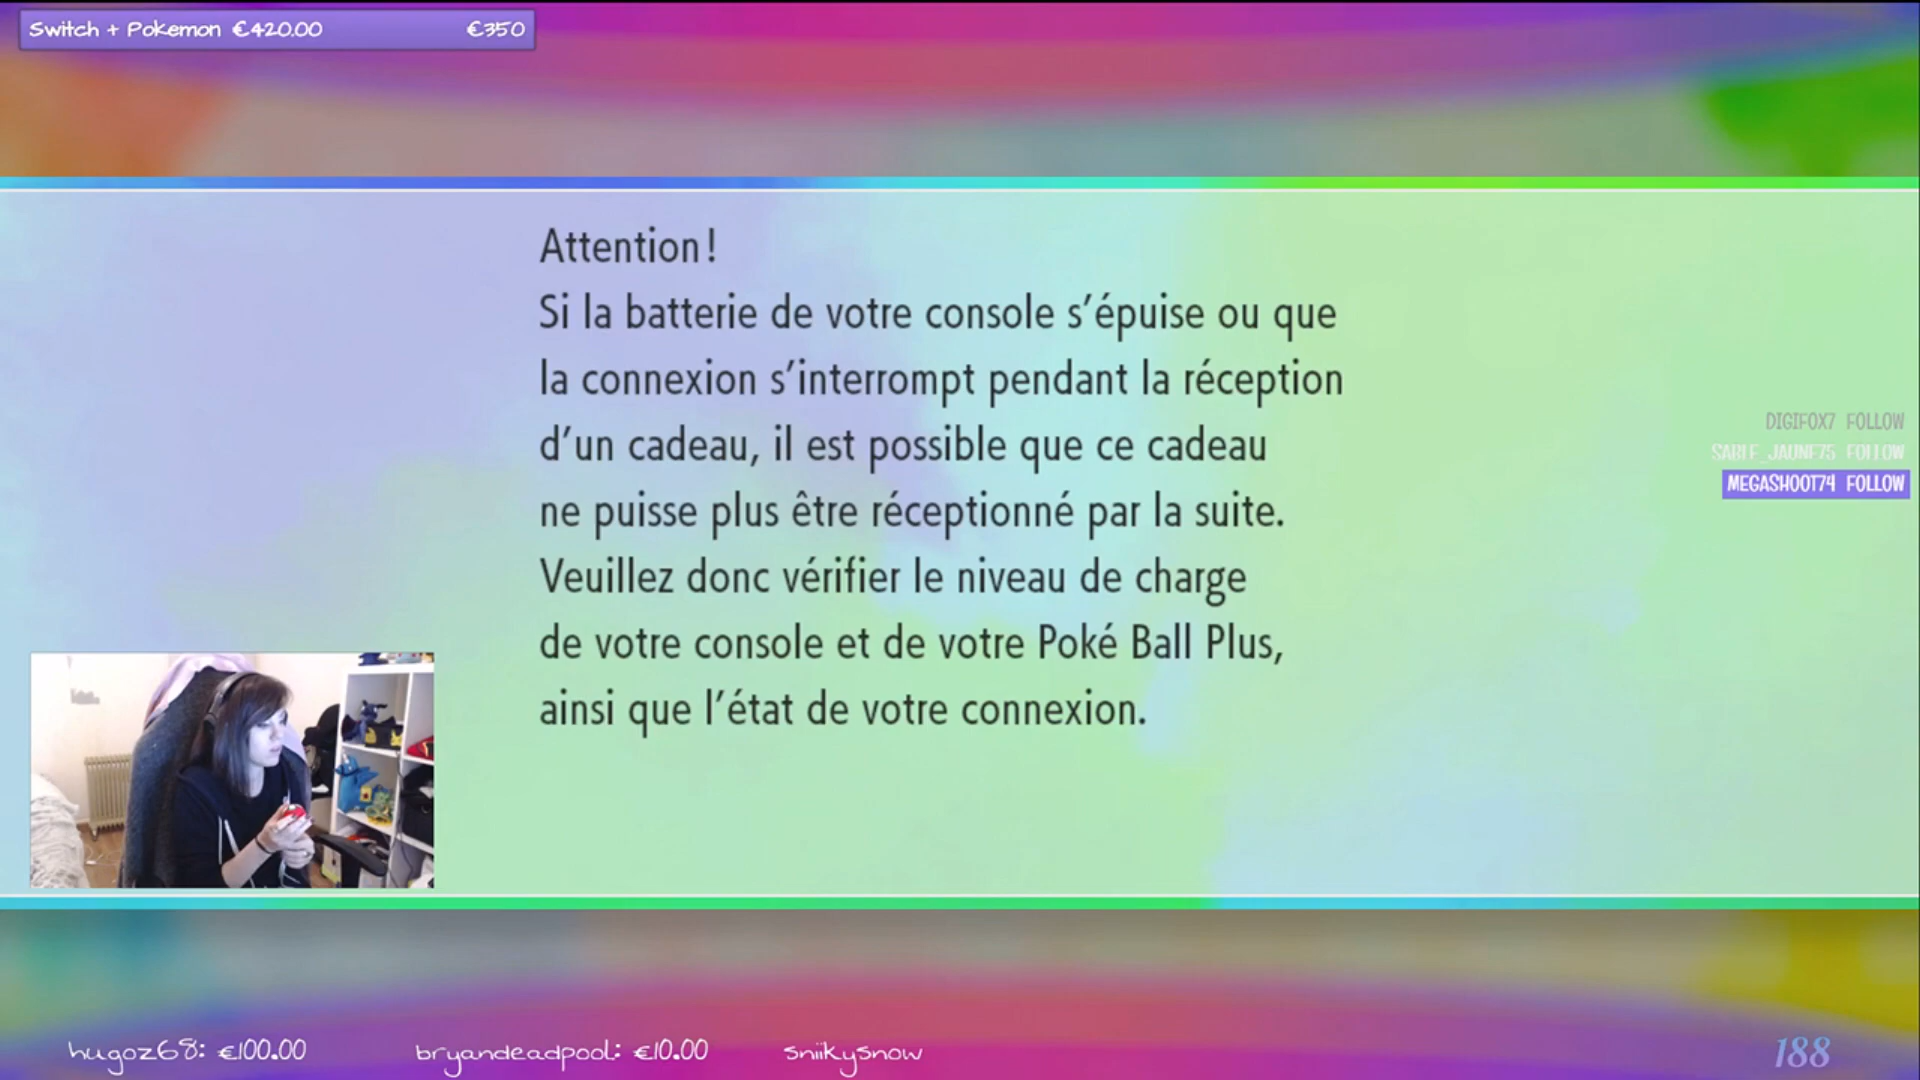 Switch + Pokemon €420.00 €350
Attention !
Si la batterie de votre console s’épuise ou que
la connexion s’interrompt pendant la réception
d’un cadeau, il est possible que ce cadeau
ne puisse plus être réceptionné par la suite.
Veuillez donc vérifier le niveau de charge
de votre console et de votre Poké Ball Plus,
ainsi que l’état de votre connexion.
DIGIFOX7 FOLLOW
SABLE_JAUNE75 FOLLOW
MEGASHOOT74 FOLLOW
hugoz68: €100.00 bryandeadpool: €10.00 sniikysnow
188